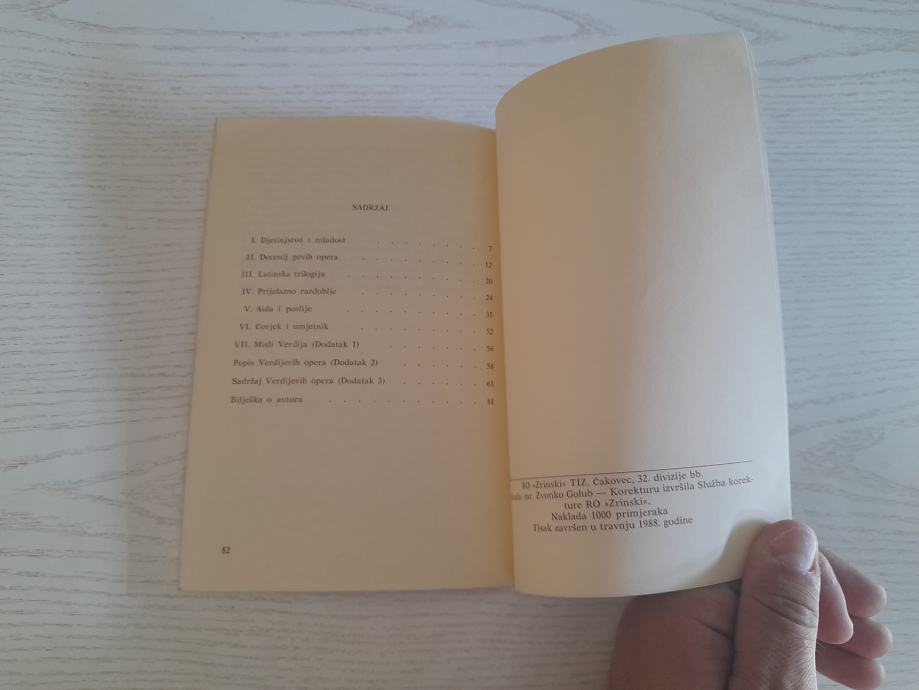 SADRŽAJ
I. Djetinjstvo i mladost . . . . . . . 7
II. Decenij prvih opera . . . . . . . 12
III. Latinska trilogija . . . . . . . 20
IV. Prijelazno razdoblje . . . . . . . 24
V. Aida i poslije . . . . . . . 35
VI. Čovjek i umjetnik . . . . . . . 52
VII. Misli Verdija (Dodatak 1) . . . . . . 56
Popis Verdijevih opera (Dodatak 2) . . . . . 58
Sadržaj Verdijevih opera (Dodatak 3) . . . . . 61
Bilješka o autoru . . . . . . . . . 81
82
RO »Zrinski« TIZ, Čakovec, 32. divizije bb.
mr. Zvonko Golub — Korekturu izvršila Služba korek-
ture RO »Zrinski«.
Naklada 1000 primjeraka
Tisak završen u travnju 1988. godine